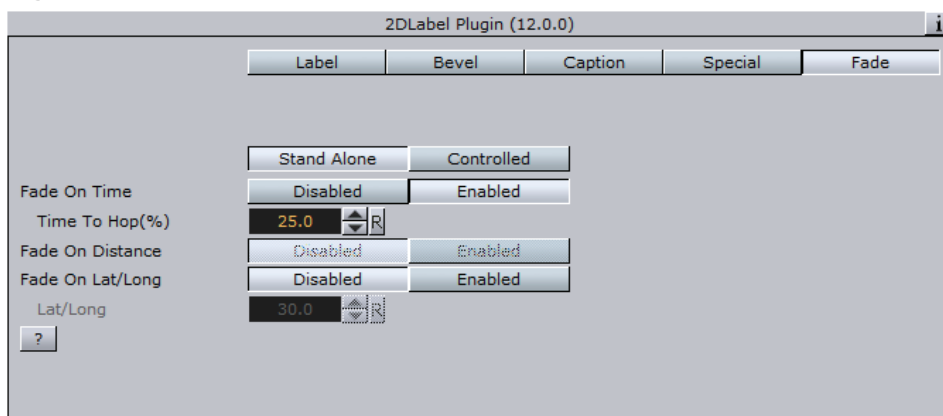 2DLabel Plugin (12.0.0) i
Label Bevel Caption Special Fade
Stand Alone Controlled
Fade On Time Disabled Enabled
Time To Hop(%) 25.0 R
Fade On Distance Disabled Enabled
Fade On Lat/Long Disabled Enabled
Lat/Long 30.0 R
?